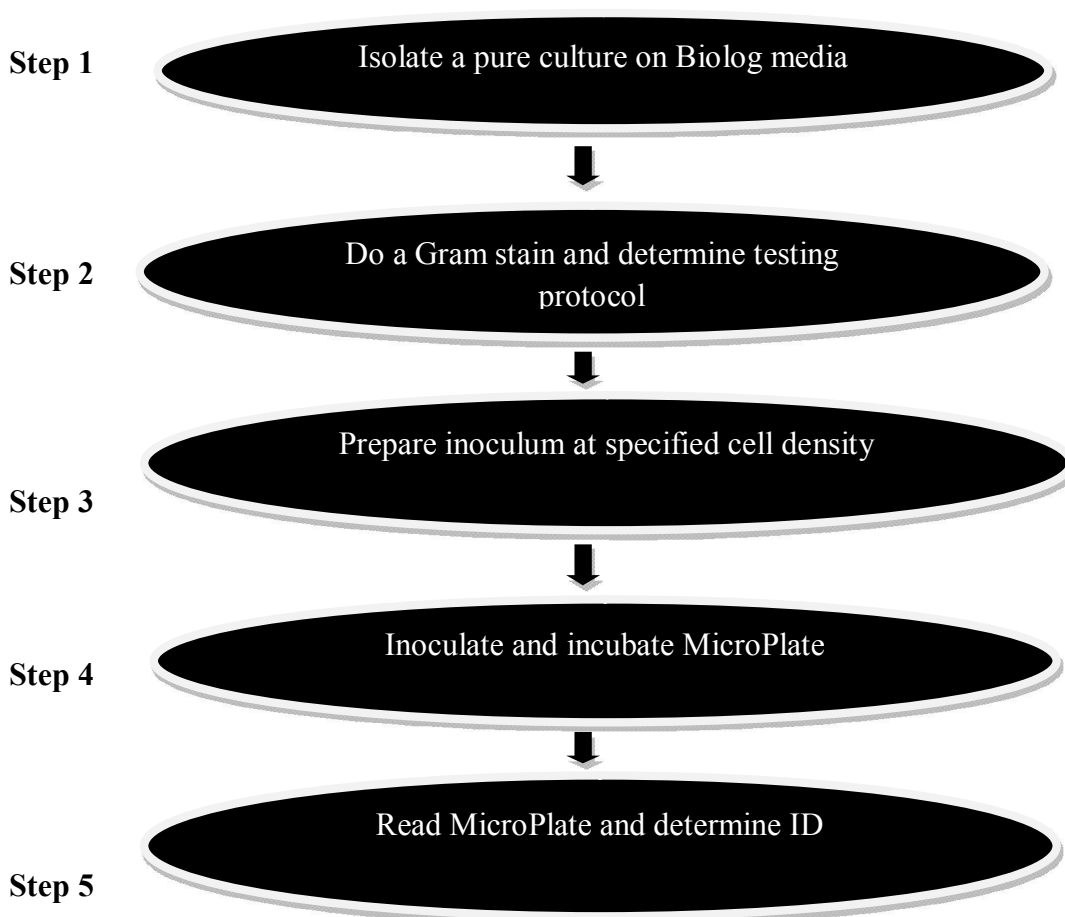 Step 1
Isolate a pure culture on Biolog media
Step 2
Do a Gram stain and determine testing
protocol
Step 3
Prepare inoculum at specified cell density
Step 4
Inoculate and incubate MicroPlate
Step 5
Read MicroPlate and determine ID